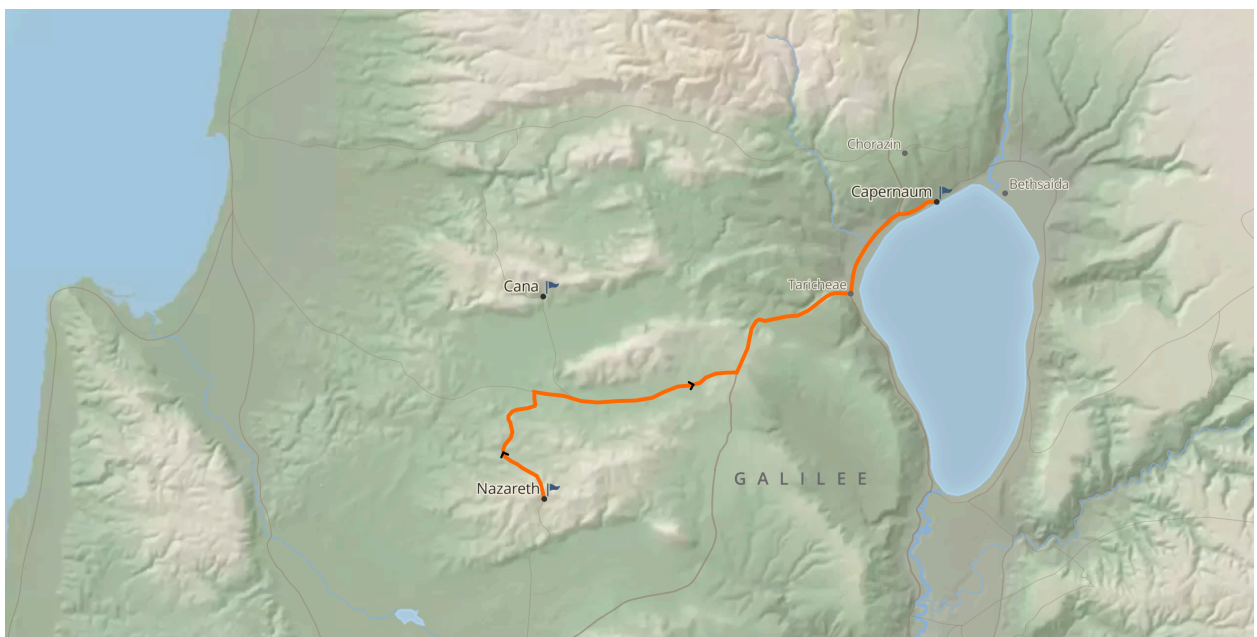 Chorazin
Capernaum
Bethsaida
Cana
Taricheae
GALILEE
Nazareth